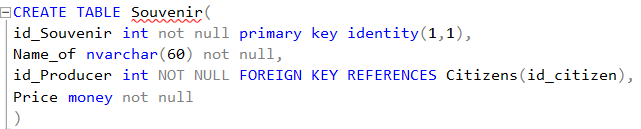 CREATE TABLE Souvenir(
id_Souvenir int not null primary key identity(1,1),
Name_of nvarchar(60) not null,
id_Producer int NOT NULL FOREIGN KEY REFERENCES Citizens(id_citizen),
Price money not null
)